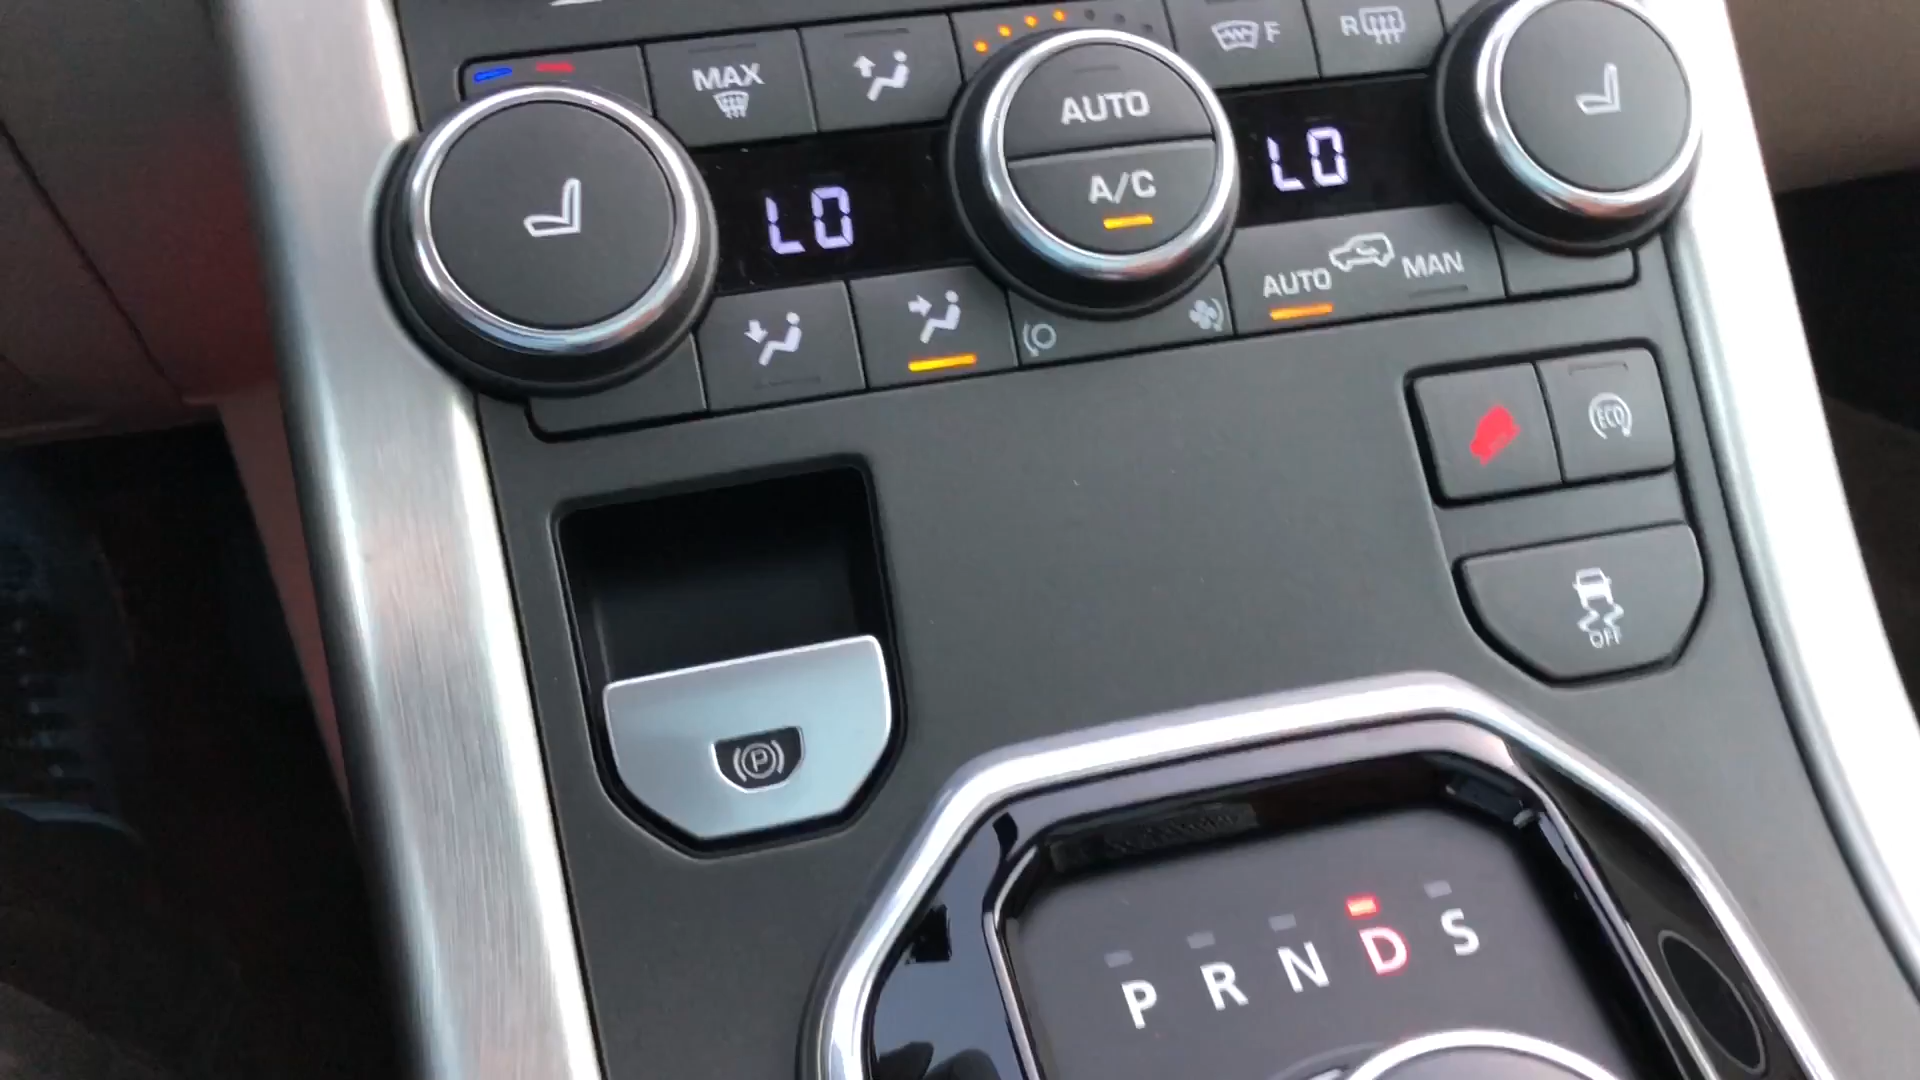 MAX
AUTO
F
R
LO
A/C
LO
AUTO
MAN
ECO
OFF
P
P R N D S